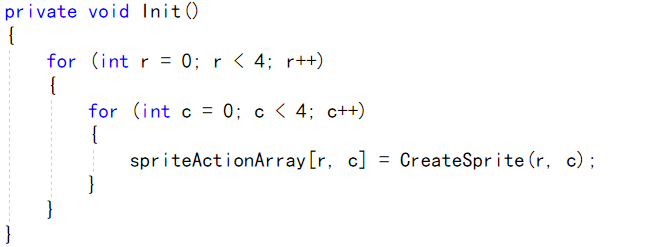 private void Init()
{
    for (int r = 0; r < 4; r++)
    {
        for (int c = 0; c < 4; c++)
        {
            spriteActionArray[r, c] = CreateSprite(r, c);
        }
    }
}